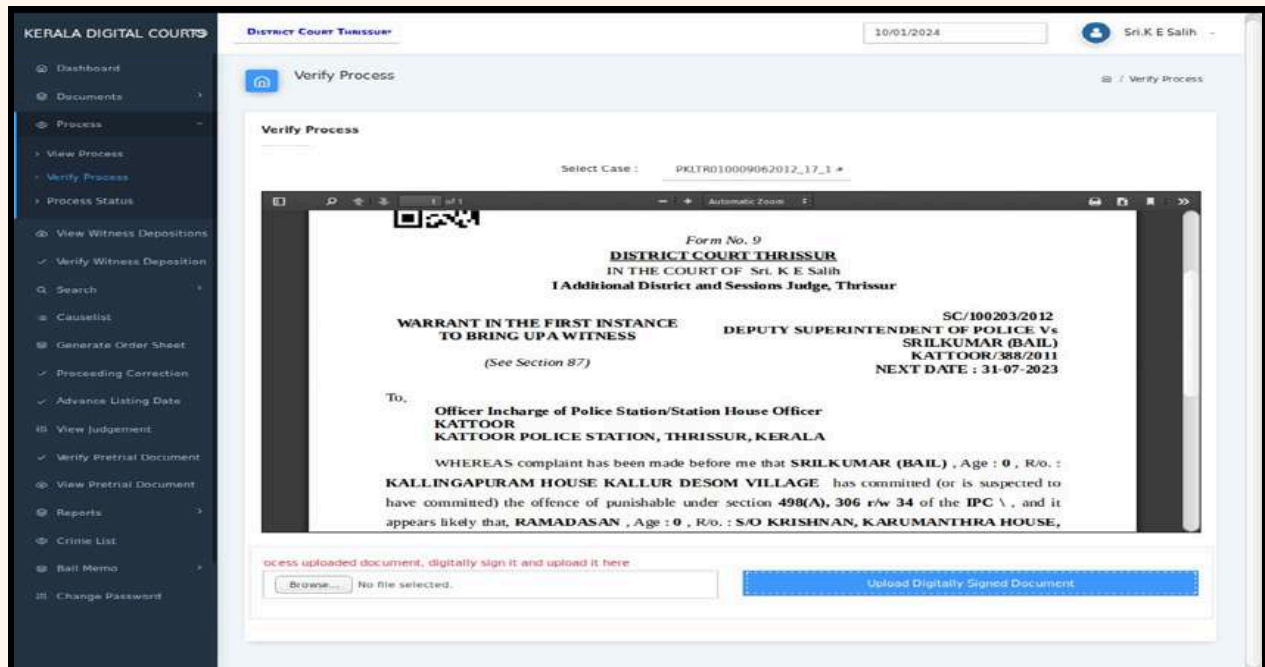 KERALA DIGITAL COURTS
DISTRICT COURT THRISSUR
10/01/2024
Sri.K E Salih
Dashboard
Documents
Process
View Process
Verify Process
Process Status
View Witness Depositions
Verify Witness Deposition
Search
Causelist
Generate Order Sheet
Proceeding Correction
Advance Listing Date
View Judgement
Verify Pretrial Document
View Pretrial Document
Reports
Crime List
Bail Memo
Change Password
Verify Process
/ Verify Process
Verify Process
Select Case : PKLTR010009062012_17_1
1 of 1
Automatic Zoom
Form No. 9
DISTRICT COURT THRISSUR
IN THE COURT OF Sri. K E Salih
I Additional District and Sessions Judge, Thrissur
WARRANT IN THE FIRST INSTANCE
TO BRING UP A WITNESS
(See Section 87)
SC/100203/2012
DEPUTY SUPERINTENDENT OF POLICE Vs
SRILKUMAR (BAIL)
KATTOOR/388/2011
NEXT DATE : 31-07-2023
To,
Officer Incharge of Police Station/Station House Officer
KATTOOR
KATTOOR POLICE STATION, THRISSUR, KERALA
WHEREAS complaint has been made before me that SRILKUMAR (BAIL) , Age : 0 , R/o. :
KALLINGAPURAM HOUSE KALLUR DESOM VILLAGE has committed (or is suspected to
have committed) the offence of punishable under section 498(A), 306 r/w 34 of the IPC \ , and it
appears likely that, RAMADASAN , Age : 0 , R/o. : S/O KRISHNAN, KARUMANTHRA HOUSE,
ocess uploaded document, digitally sign it and upload it here
Browse... No file selected.
Upload Digitally Signed Document